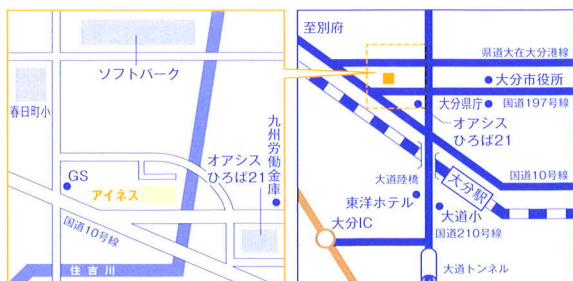 ソフトパーク
春日町小
GS
アイネス
国道10号線
住吉川
九州労働金庫
オアシス
ひろば21
至別府
県道大在大分港線
大分市役所
大分県庁
国道197号線
オアシス
ひろば21
国道10号線
大道陸橋
大分駅
東洋ホテル
大道小
大分IC
国道210号線
大道トンネル